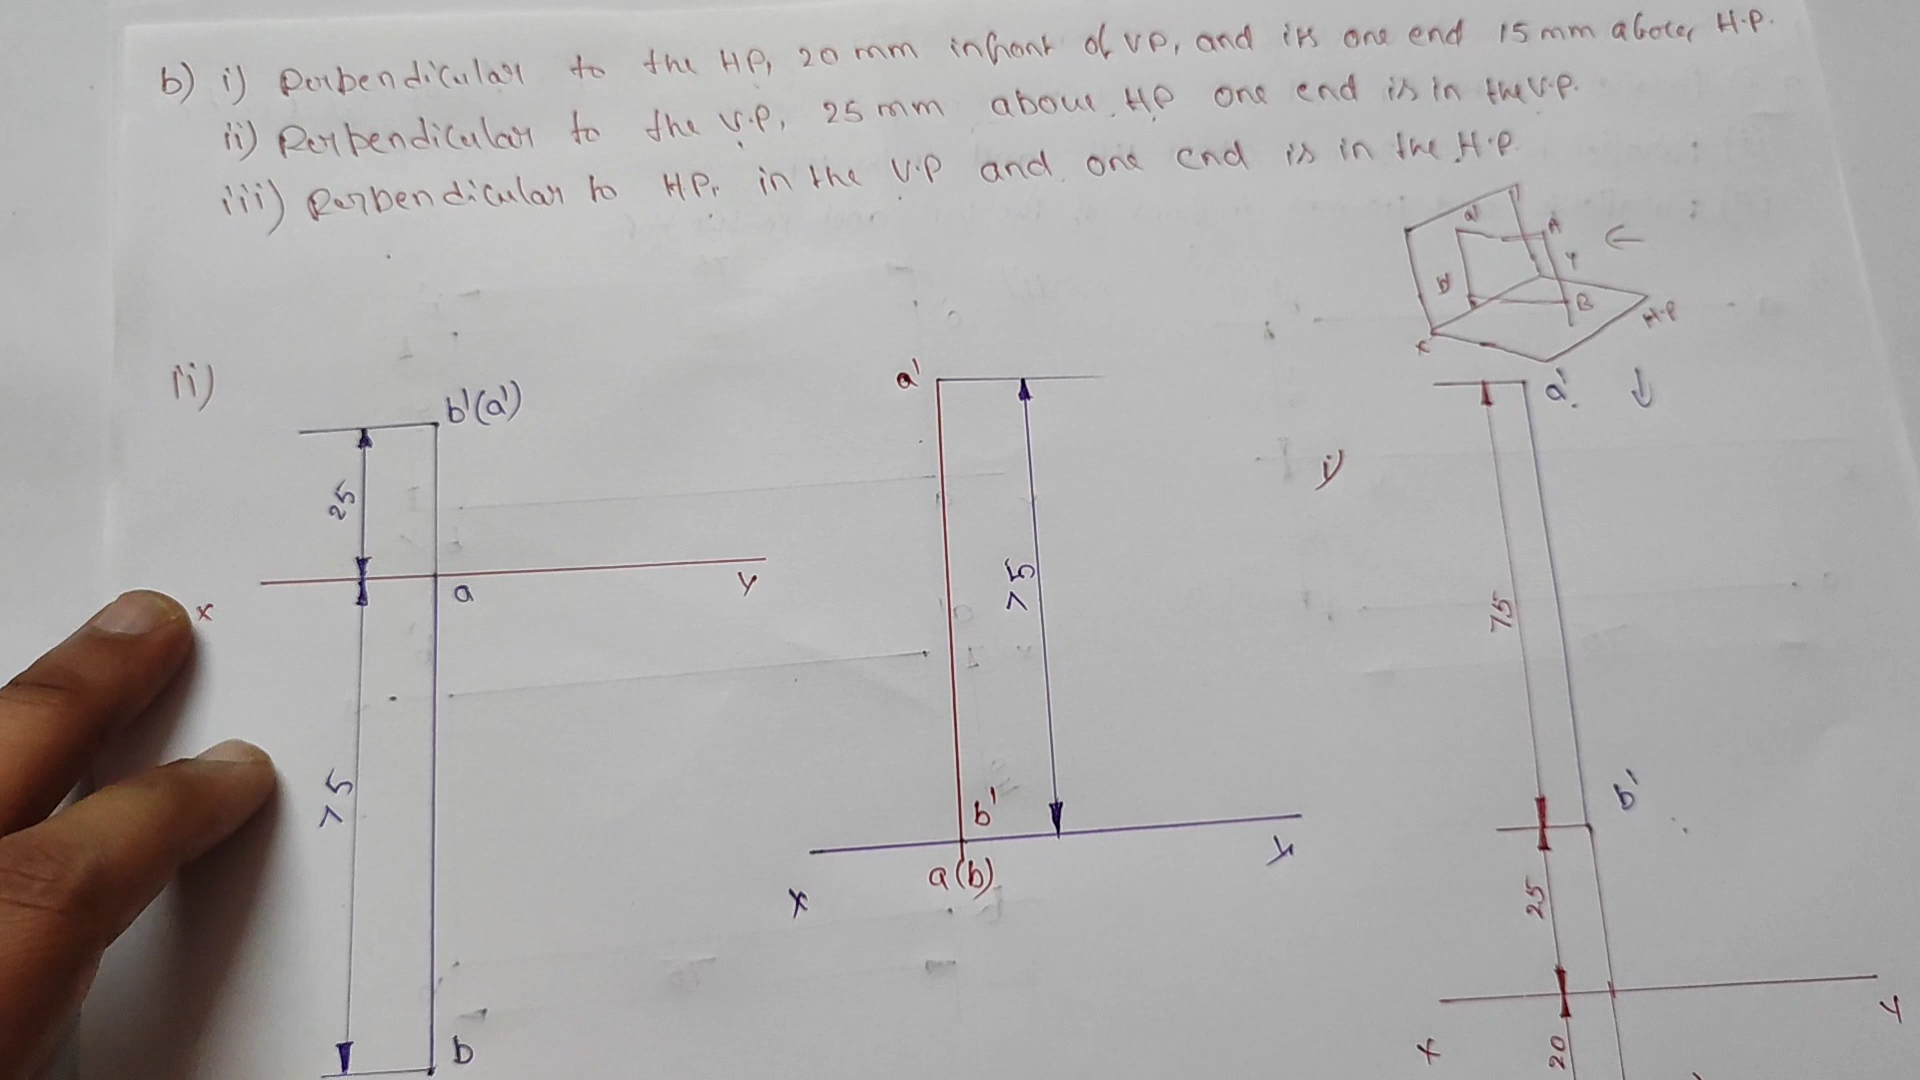 b) i) Perpendicular to the HP, 20 mm infront of VP, and its one end 15 mm above H.P.
ii) Perpendicular to the V.P, 25 mm above HP one end is in the V.P.
iii) Perpendicular to H.P, in the V.P and one end is in the H.P
a' A
Y
b' B
H.P
X
ii)
b'(a')
25
X a Y
75
b
a'
75
b'
X a(b) Y
i)
a'
75
b'
25
X Y
20